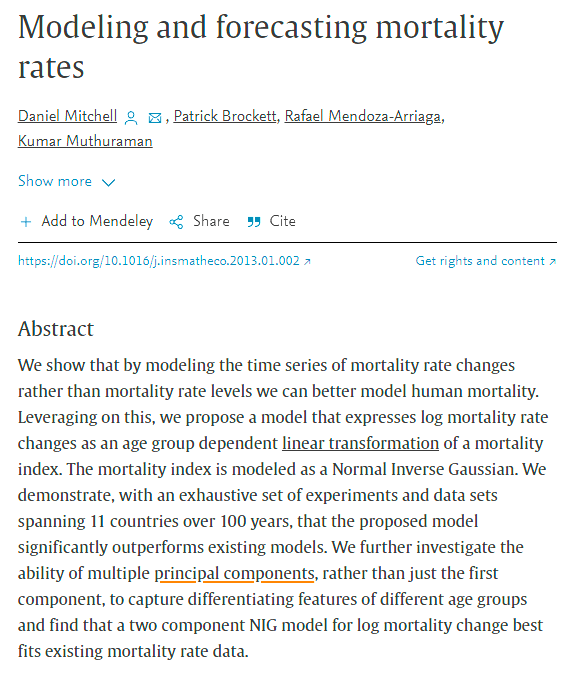 Modeling and forecasting mortality
rates
Daniel Mitchell, Patrick Brockett, Rafael Mendoza-Arriaga,
Kumar Muthuraman
Show more
+ Add to Mendeley Share Cite
https://doi.org/10.1016/j.insmatheco.2013.01.002 ↗ Get rights and content ↗
Abstract
We show that by modeling the time series of mortality rate changes
rather than mortality rate levels we can better model human mortality.
Leveraging on this, we propose a model that expresses log mortality rate
changes as an age group dependent linear transformation of a mortality
index. The mortality index is modeled as a Normal Inverse Gaussian. We
demonstrate, with an exhaustive set of experiments and data sets
spanning 11 countries over 100 years, that the proposed model
significantly outperforms existing models. We further investigate the
ability of multiple principal components, rather than just the first
component, to capture differentiating features of different age groups
and find that a two component NIG model for log mortality change best
fits existing mortality rate data.